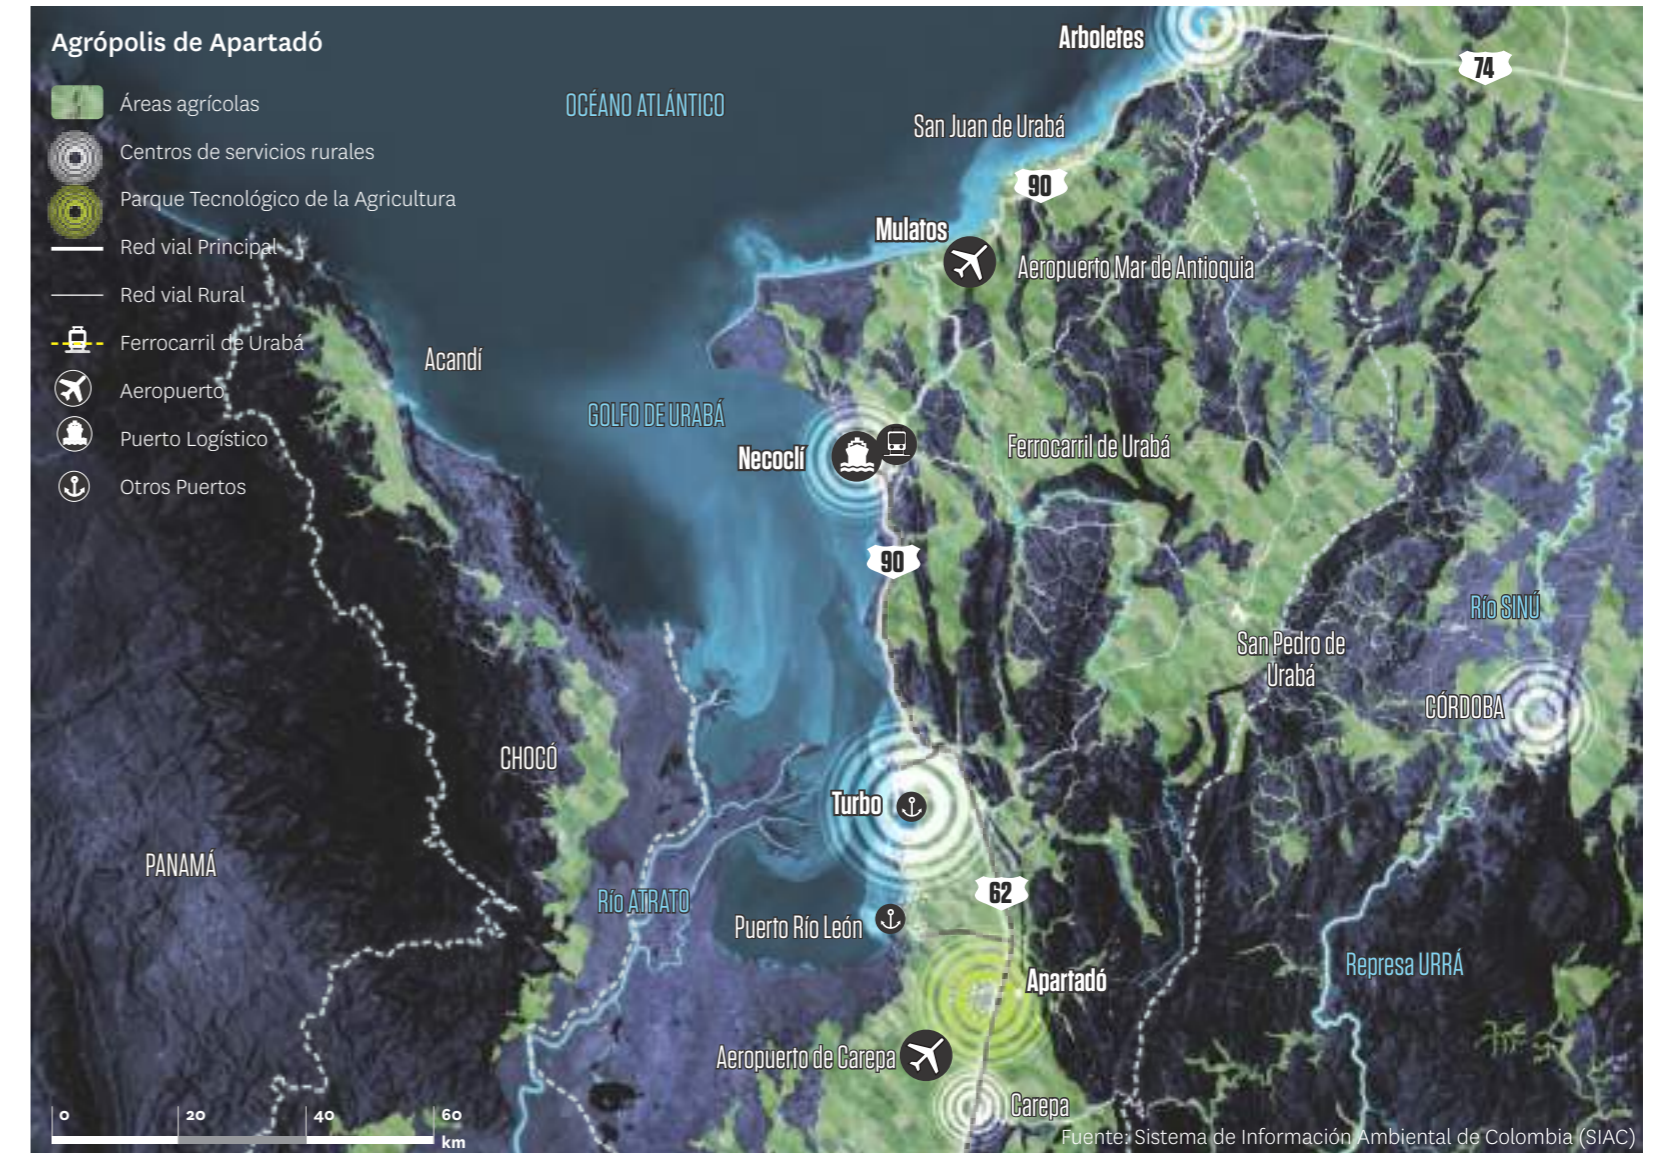 Agrópolis de Apartadó
Áreas agrícolas
Centros de servicios rurales
Parque Tecnológico de la Agricultura
Red vial Principal
Red vial Rural
Ferrocarril de Urabá
Aeropuerto
Puerto Logístico
Otros Puertos
Arboletes
74
OCÉANO ATLÁNTICO
San Juan de Urabá
90
Mulatos
Aeropuerto Mar de Antioquia
Acandí
GOLFO DE URABÁ
Necoclí
Ferrocarril de Urabá
90
Río SINÚ
San Pedro de
Urabá
CÓRDOBA
CHOCÓ
Turbo
PANAMÁ
Río ATRATO
62
Puerto Río León
Represa URRÁ
Apartadó
Aeropuerto de Carepa
Carepa
0 20 40 60
km
Fuente: Sistema de Información Ambiental de Colombia (SIAC)